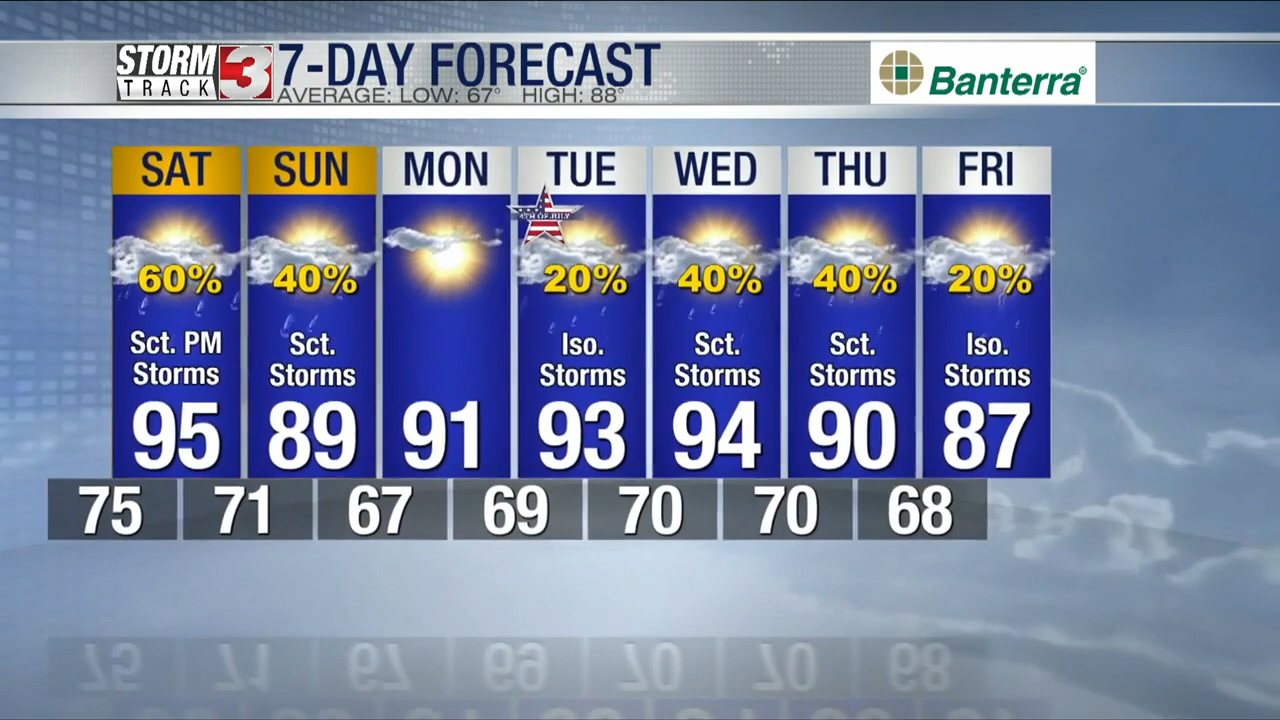 STORM
TRACK 3
7-DAY FORECAST
AVERAGE: LOW: 67° HIGH: 88°
Banterra®
SAT SUN MON TUE WED THU FRI
4TH OF JULY
60% 40% 20% 40% 40% 20%
Sct. PM Sct. Iso. Sct. Sct. Iso.
Storms Storms Storms Storms Storms Storms
95 89 91 93 94 90 87
75 71 67 69 70 70 68